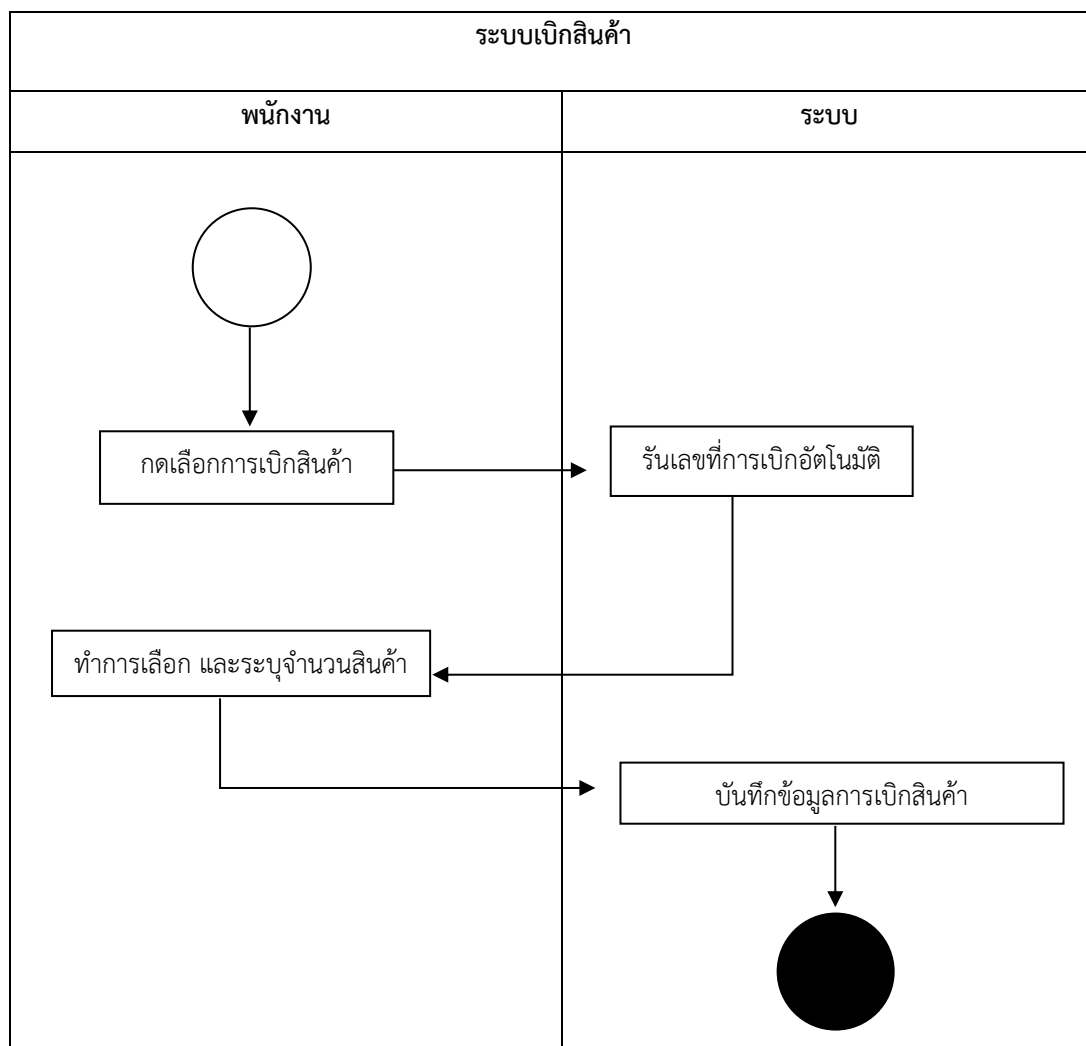 ระบบเบิกสินค้า
พนักงาน
ระบบ
กดเลือกการเบิกสินค้า
รันเลขที่การเบิกอัตโนมัติ
ทำการเลือก และระบุจำนวนสินค้า
บันทึกข้อมูลการเบิกสินค้า